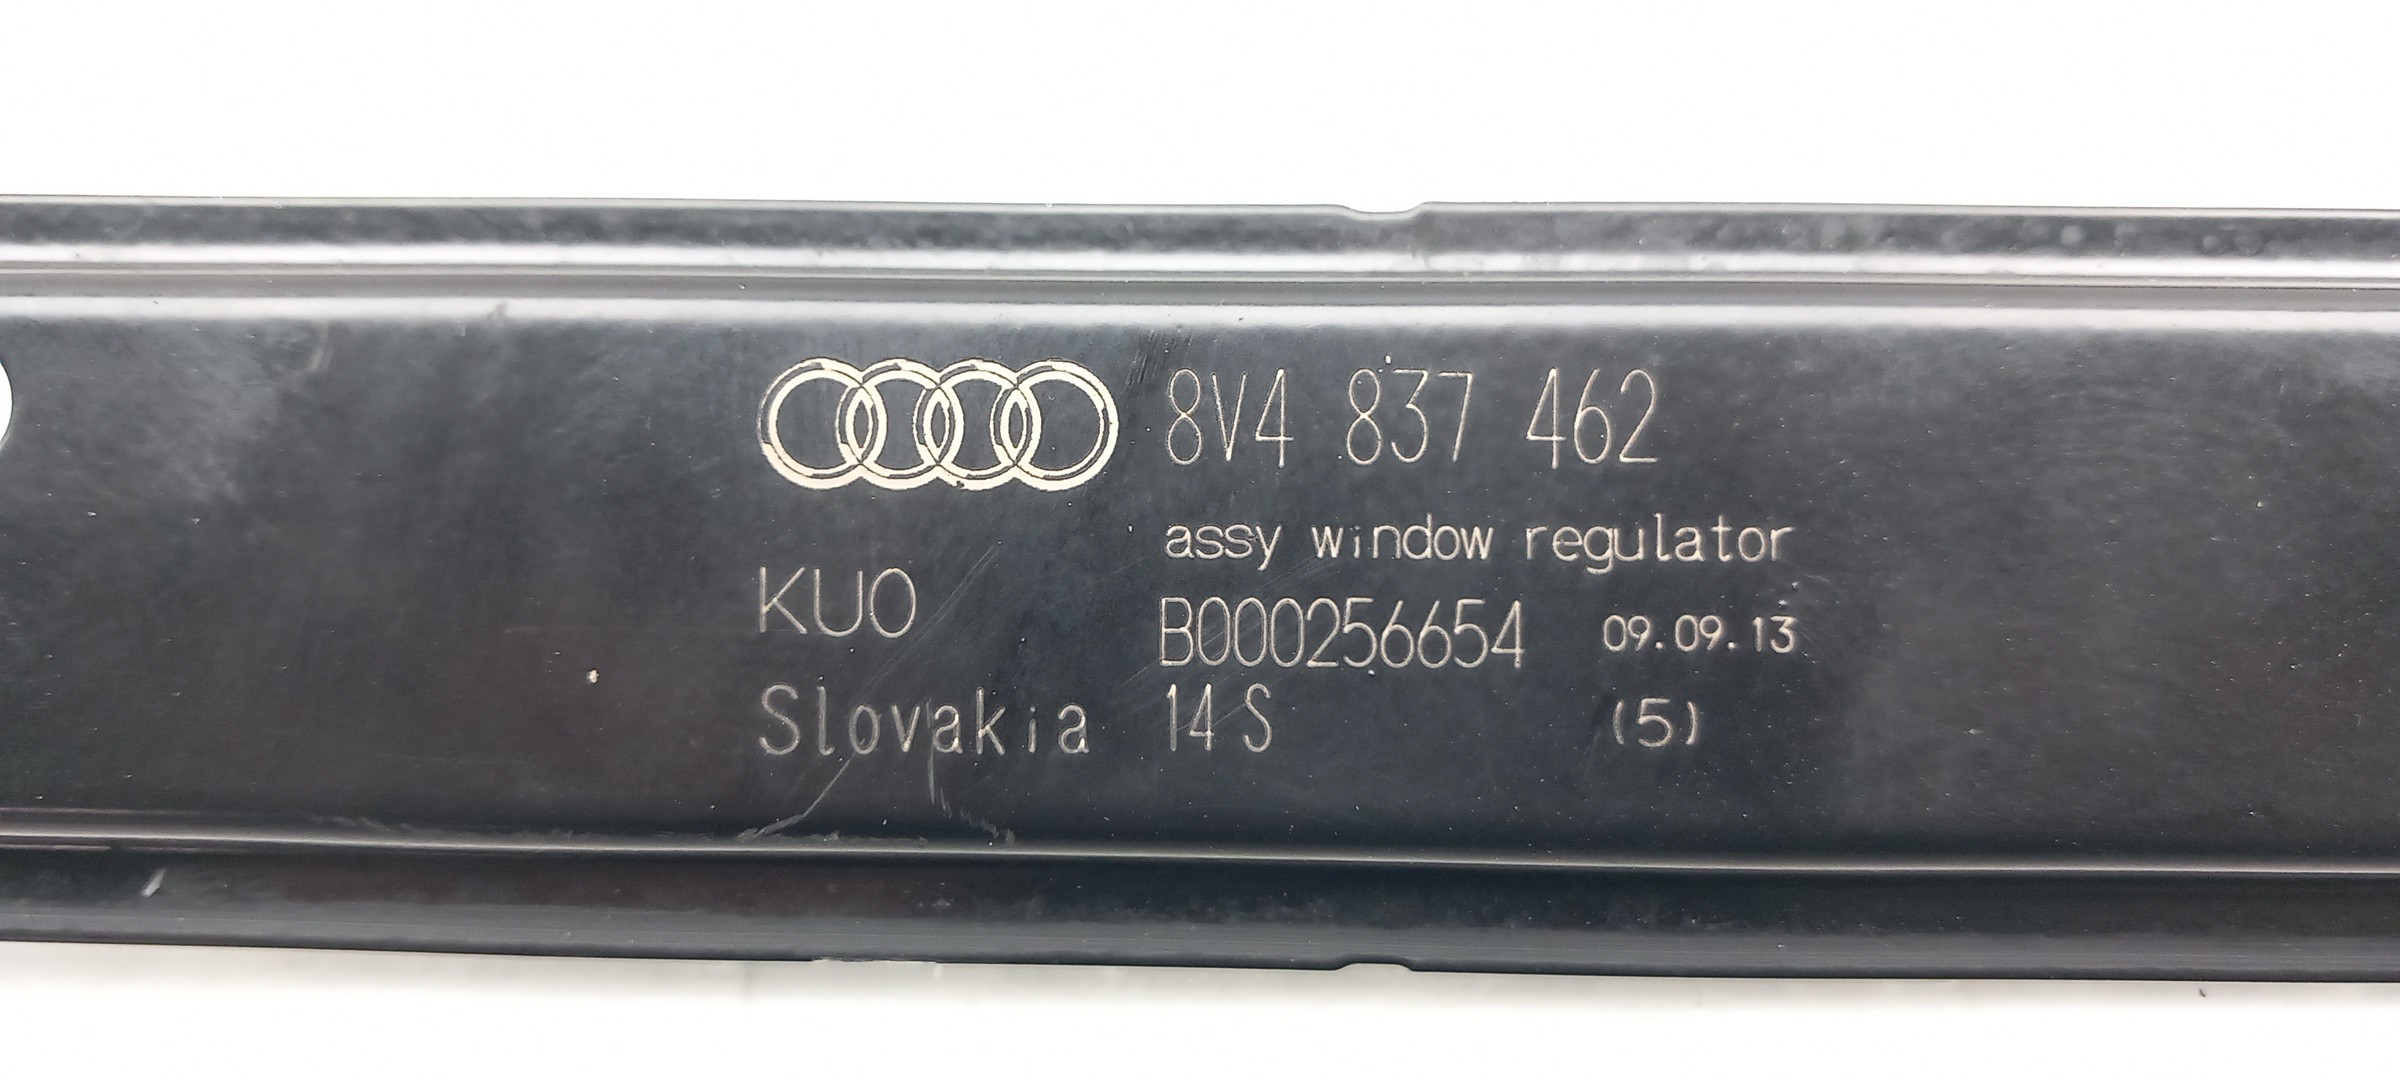 8V4 837 462
assy window regulator
KUO
B000256654 09.09.13
Slovakia 14 S (5)